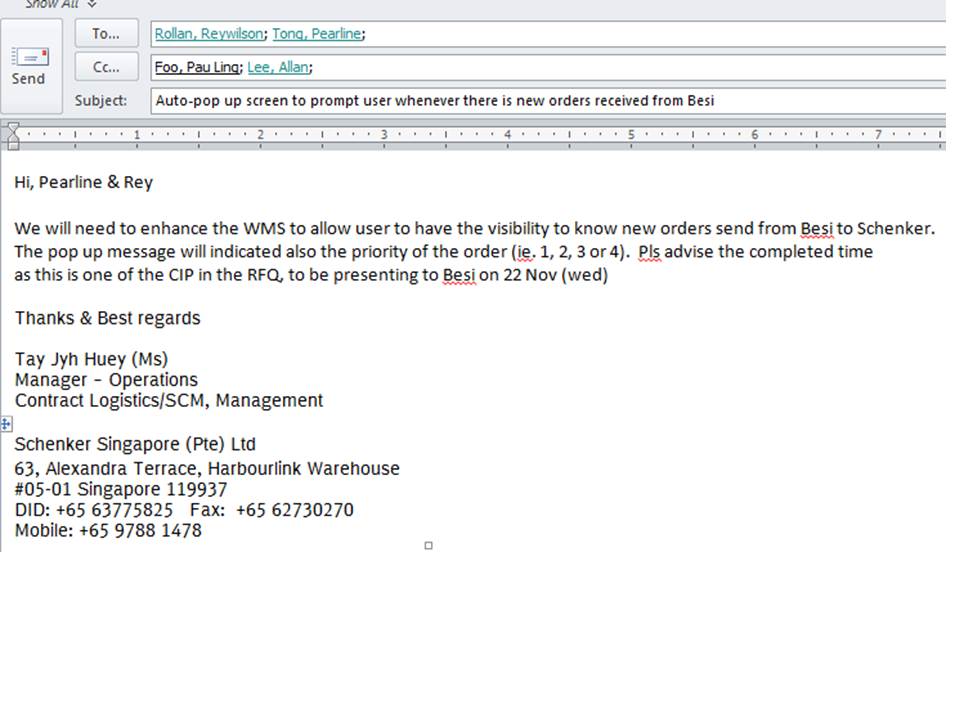 Show All
To... Rollan, Reywilson; Tong, Pearline;
Send
Cc... Foo, Pau Ling; Lee, Allan;
Subject: Auto-pop up screen to prompt user whenever there is new orders received from Besi
1 2 3 4 5 6 7
Hi, Pearline & Rey
We will need to enhance the WMS to allow user to have the visibility to know new orders send from Besi to Schenker.
The pop up message will indicated also the priority of the order (ie. 1, 2, 3 or 4).  Pls advise the completed time
as this is one of the CIP in the RFQ, to be presenting to Besi on 22 Nov (wed)
Thanks & Best regards
Tay Jyh Huey (Ms)
Manager – Operations
Contract Logistics/SCM, Management
Schenker Singapore (Pte) Ltd
63, Alexandra Terrace, Harbourlink Warehouse
#05-01 Singapore 119937
DID: +65 63775825   Fax:  +65 62730270
Mobile: +65 9788 1478